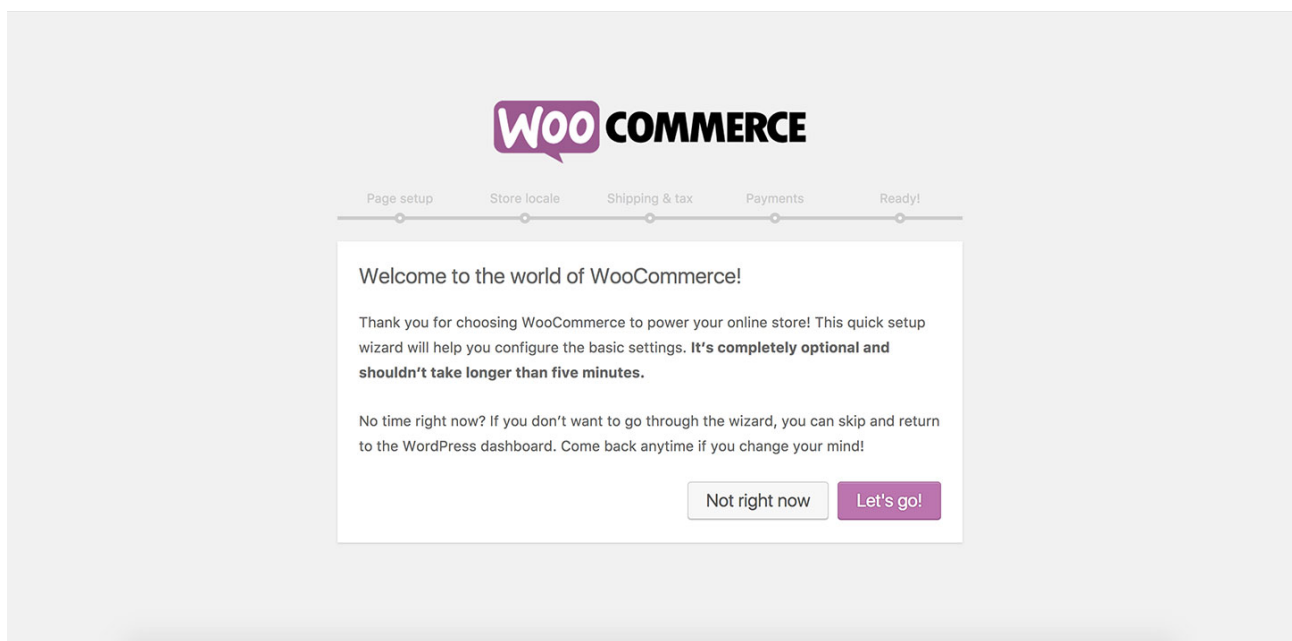 WOO COMMERCE
Page setup Store locale Shipping & tax Payments Ready!
Welcome to the world of WooCommerce!
Thank you for choosing WooCommerce to power your online store! This quick setup
wizard will help you configure the basic settings. It's completely optional and
shouldn't take longer than five minutes.
No time right now? If you don't want to go through the wizard, you can skip and return
to the WordPress dashboard. Come back anytime if you change your mind!
Not right now Let's go!